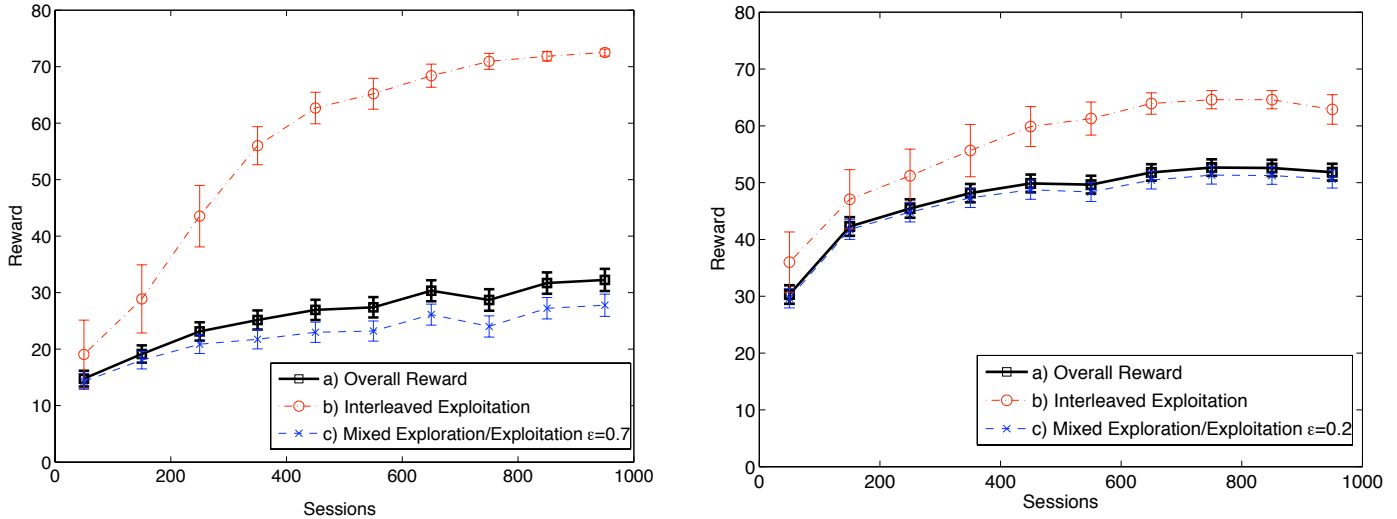 80
70
60
50
40
30
20
10
0
Reward
a) Overall Reward
b) Interleaved Exploitation
c) Mixed Exploration/Exploitation ε=0.7
0 200 400 600 800 1000
Sessions
80
70
60
50
40
30
20
10
0
Reward
a) Overall Reward
b) Interleaved Exploitation
c) Mixed Exploration/Exploitation ε=0.2
0 200 400 600 800 1000
Sessions